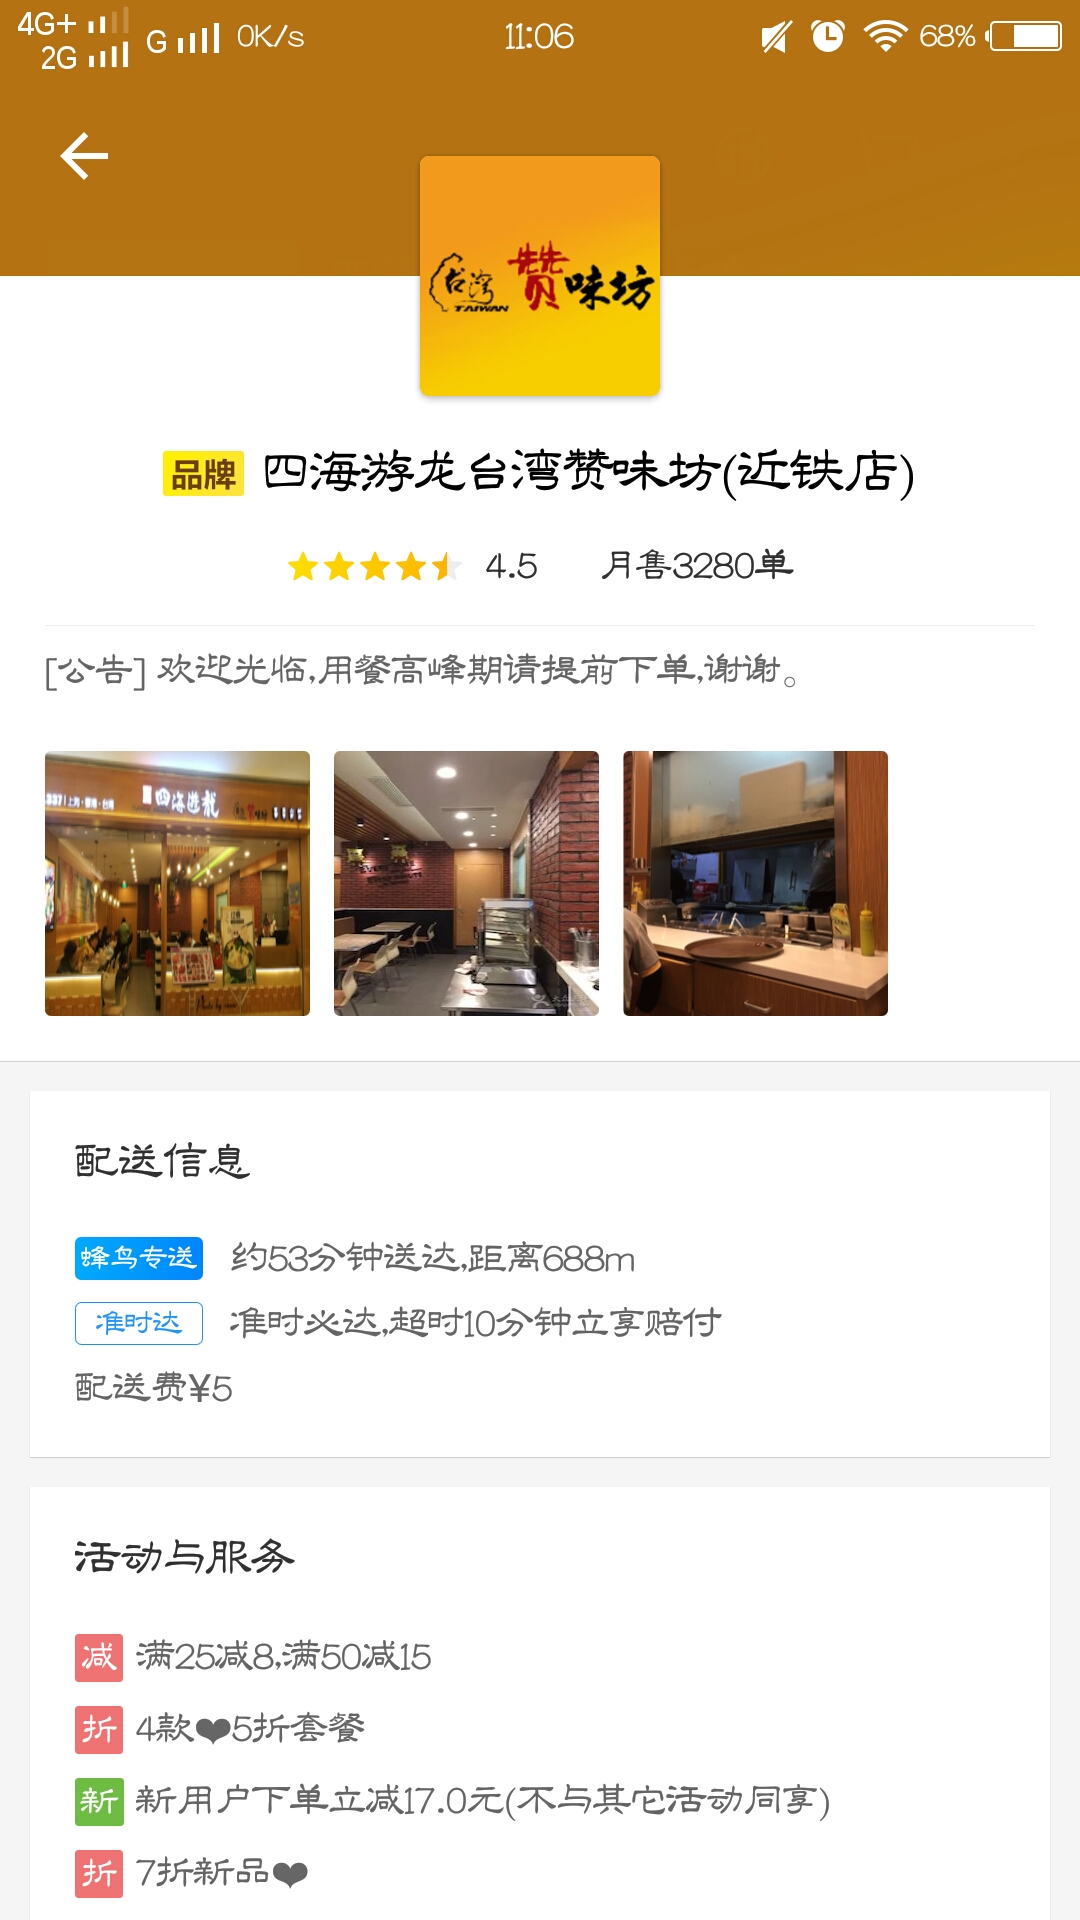 4G+
2G
G
0K/s
11:06
68%
台湾
TAIWAN
赞味坊
品牌 四海游龙台湾赞味坊(近铁店)
4.5 月售3280单
[公告] 欢迎光临,用餐高峰期请提前下单,谢谢。
四海遊龍
配送信息
蜂鸟专送 约53分钟送达,距离688m
准时达 准时必达,超时10分钟立享赔付
配送费¥5
活动与服务
减 满25减8,满50减15
折 4款❤5折套餐
新 新用户下单立减17.0元(不与其它活动同享)
折 7折新品❤